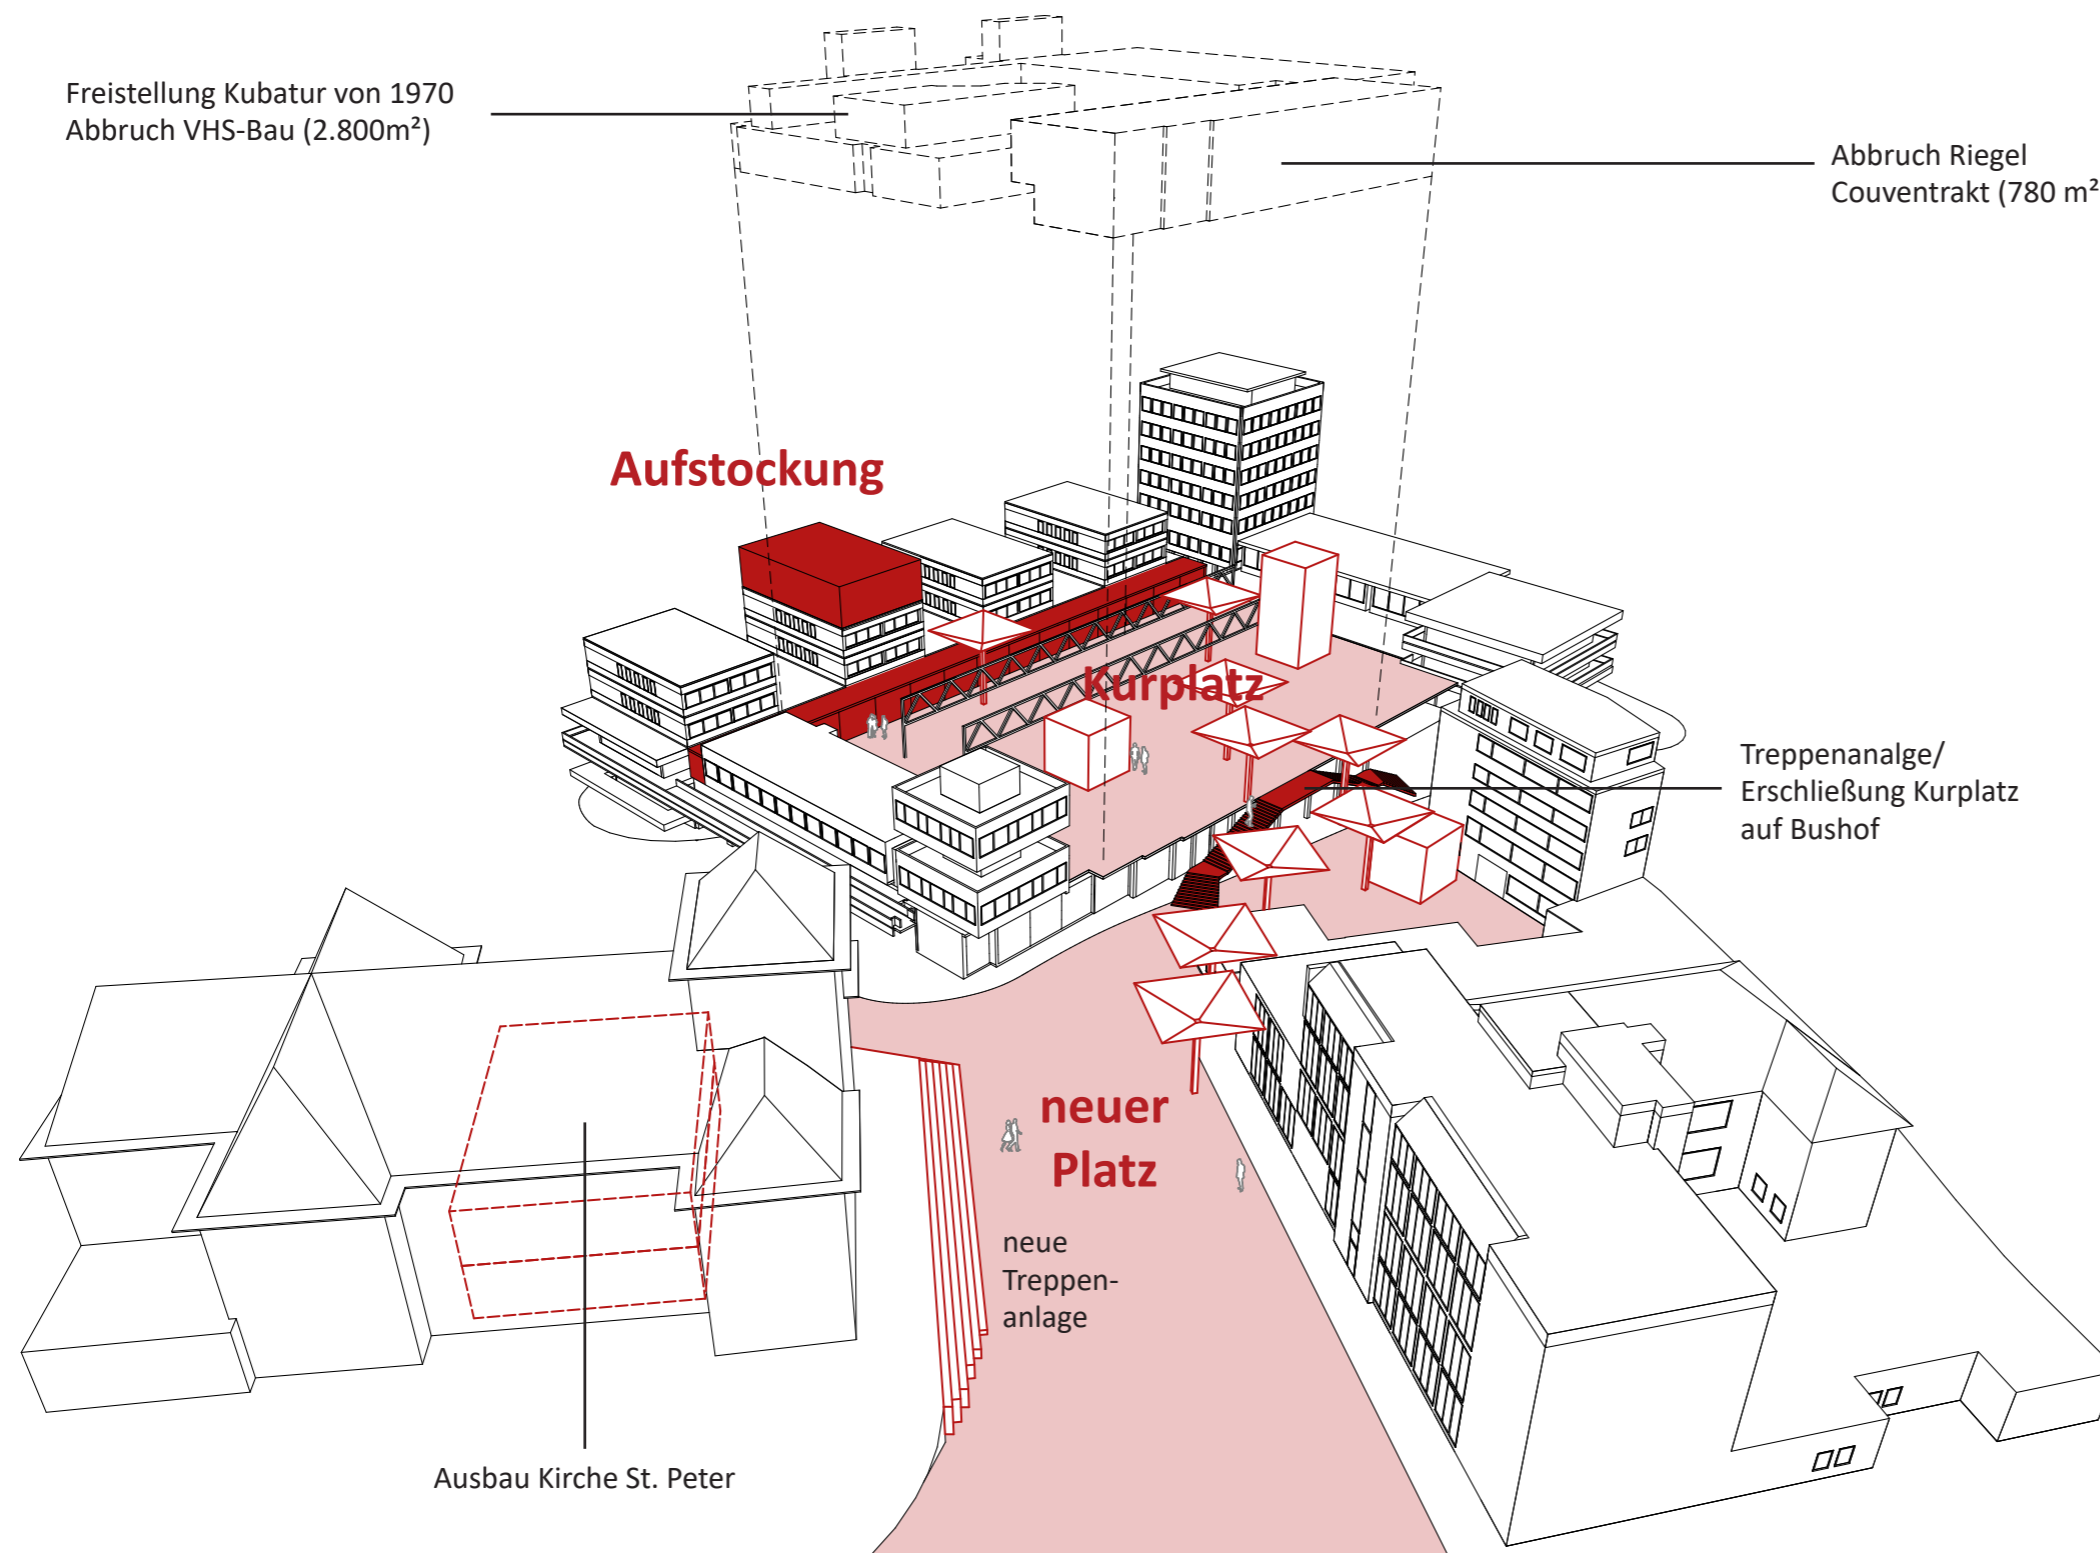 Freistellung Kubatur von 1970
Abbruch VHS-Bau (2.800m²)
Abbruch Riegel
Couventrakt (780 m²
Aufstockung
Kurplatz
Treppenanalge/
Erschließung Kurplatz
auf Bushof
neuer
Platz
neue
Treppen-
anlage
Ausbau Kirche St. Peter